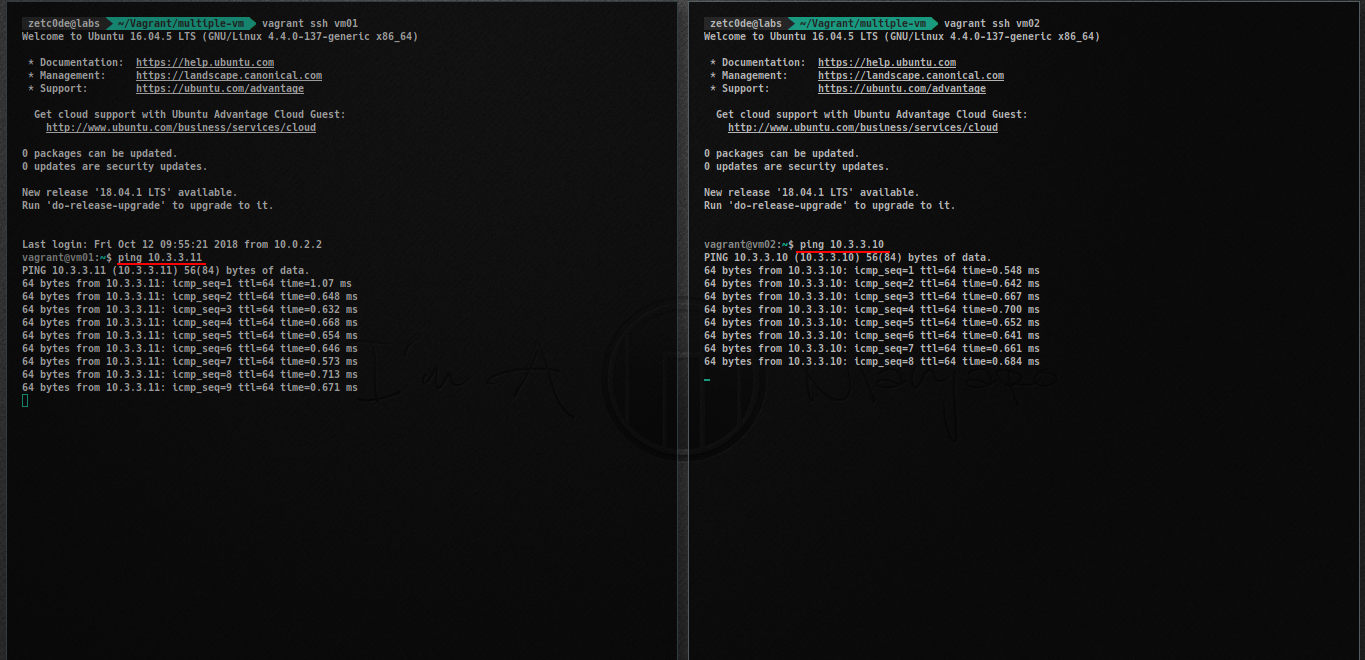 zetc0de@labs ~/Vagrant/multiple-vm vagrant ssh vm01
Welcome to Ubuntu 16.04.5 LTS (GNU/Linux 4.4.0-137-generic x86_64)
* Documentation: https://help.ubuntu.com
* Management: https://landscape.canonical.com
* Support: https://ubuntu.com/advantage
Get cloud support with Ubuntu Advantage Cloud Guest:
http://www.ubuntu.com/business/services/cloud
0 packages can be updated.
0 updates are security updates.
New release '18.04.1 LTS' available.
Run 'do-release-upgrade' to upgrade to it.
Last login: Fri Oct 12 09:55:21 2018 from 10.0.2.2
vagrant@vm01:~$ ping 10.3.3.11
PING 10.3.3.11 (10.3.3.11) 56(84) bytes of data.
64 bytes from 10.3.3.11: icmp_seq=1 ttl=64 time=1.07 ms
64 bytes from 10.3.3.11: icmp_seq=2 ttl=64 time=0.648 ms
64 bytes from 10.3.3.11: icmp_seq=3 ttl=64 time=0.632 ms
64 bytes from 10.3.3.11: icmp_seq=4 ttl=64 time=0.668 ms
64 bytes from 10.3.3.11: icmp_seq=5 ttl=64 time=0.654 ms
64 bytes from 10.3.3.11: icmp_seq=6 ttl=64 time=0.646 ms
64 bytes from 10.3.3.11: icmp_seq=7 ttl=64 time=0.573 ms
64 bytes from 10.3.3.11: icmp_seq=8 ttl=64 time=0.713 ms
64 bytes from 10.3.3.11: icmp_seq=9 ttl=64 time=0.671 ms
I'm A
zetc0de@labs ~/Vagrant/multiple-vm vagrant ssh vm02
Welcome to Ubuntu 16.04.5 LTS (GNU/Linux 4.4.0-137-generic x86_64)
* Documentation: https://help.ubuntu.com
* Management: https://landscape.canonical.com
* Support: https://ubuntu.com/advantage
Get cloud support with Ubuntu Advantage Cloud Guest:
http://www.ubuntu.com/business/services/cloud
0 packages can be updated.
0 updates are security updates.
New release '18.04.1 LTS' available.
Run 'do-release-upgrade' to upgrade to it.
vagrant@vm02:~$ ping 10.3.3.10
PING 10.3.3.10 (10.3.3.10) 56(84) bytes of data.
64 bytes from 10.3.3.10: icmp_seq=1 ttl=64 time=0.548 ms
64 bytes from 10.3.3.10: icmp_seq=2 ttl=64 time=0.642 ms
64 bytes from 10.3.3.10: icmp_seq=3 ttl=64 time=0.667 ms
64 bytes from 10.3.3.10: icmp_seq=4 ttl=64 time=0.700 ms
64 bytes from 10.3.3.10: icmp_seq=5 ttl=64 time=0.652 ms
64 bytes from 10.3.3.10: icmp_seq=6 ttl=64 time=0.641 ms
64 bytes from 10.3.3.10: icmp_seq=7 ttl=64 time=0.661 ms
64 bytes from 10.3.3.10: icmp_seq=8 ttl=64 time=0.684 ms